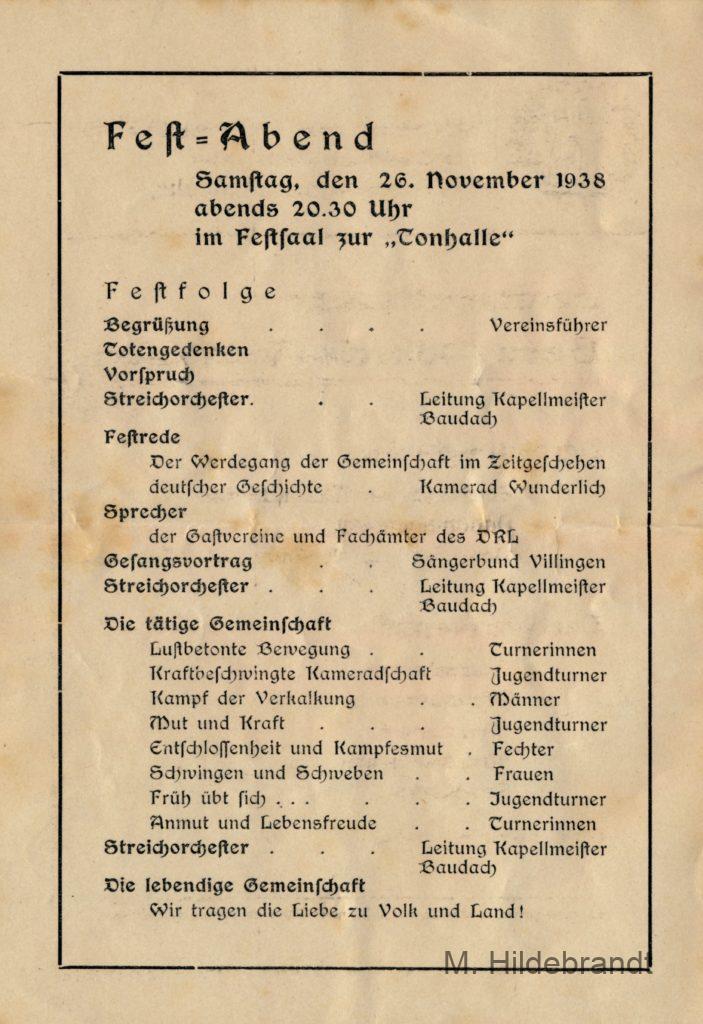 Fest=Abend
Samstag, den 26. November 1938
abends 20.30 Uhr
im Festsaal zur „Tonhalle“
Festfolge
Begrüßung . . . . Vereinsführer
Totengedenken
Vorspruch
Streichorchester. . . Leitung Kapellmeister
Baudach
Festrede
Der Werdegang der Gemeinschaft im Zeitgeschehen
deutscher Geschichte . Kamerad Wunderlich
Sprecher
der Gastvereine und Fachämter des DRL
Gesangsvortrag . . Sängerbund Villingen
Streichorchester . . . Leitung Kapellmeister
Baudach
Die tätige Gemeinschaft
Lustbetonte Bewegung . . Turnerinnen
Kraftbeschwingte Kameradschaft Jugendturner
Kampf der Verkalkung . . Männer
Mut und Kraft . . . Jugendturner
Entschlossenheit und Kampfesmut . Fechter
Schwingen und Schweben . . Frauen
Früh übt sich . . . . . . Jugendturner
Anmut und Lebensfreude . . Turnerinnen
Streichorchester . . . Leitung Kapellmeister
Baudach
Die lebendige Gemeinschaft
Wir tragen die Liebe zu Volk und Land!
M. Hildebrandt